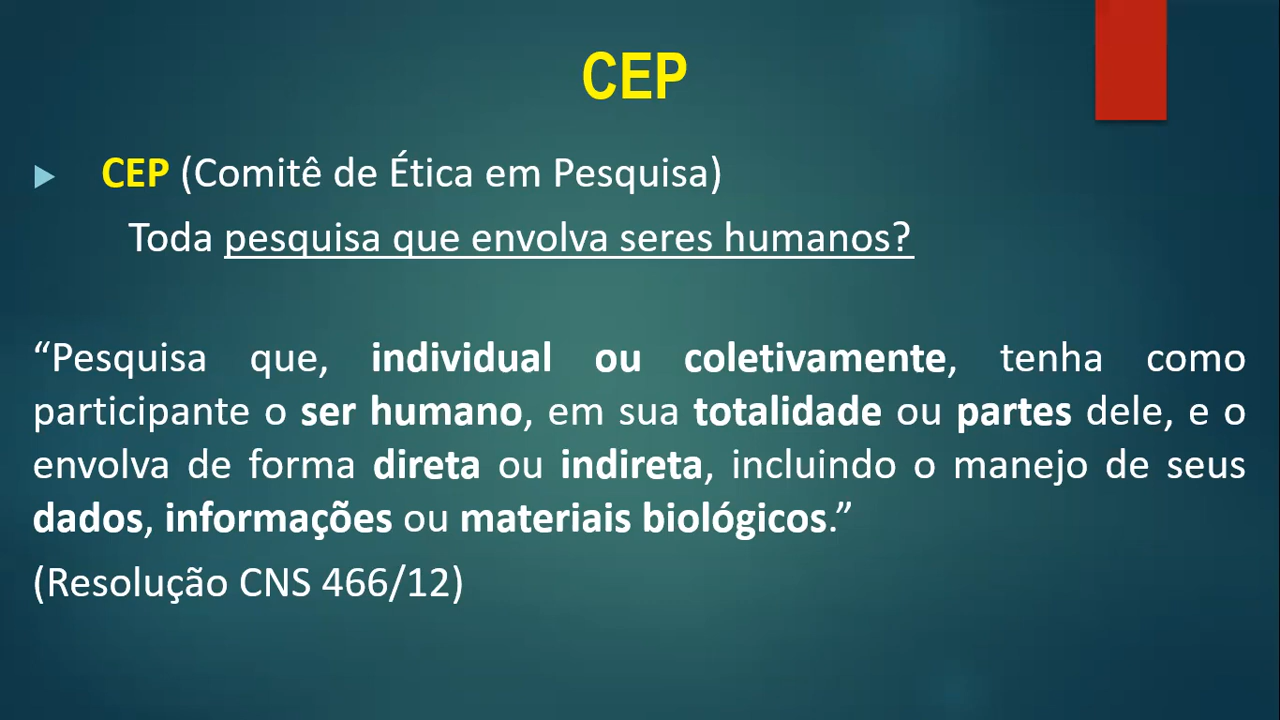 CEP
CEP (Comitê de Ética em Pesquisa)
Toda pesquisa que envolva seres humanos?
“Pesquisa que, individual ou coletivamente, tenha como
participante o ser humano, em sua totalidade ou partes dele, e o
envolva de forma direta ou indireta, incluindo o manejo de seus
dados, informações ou materiais biológicos.”
(Resolução CNS 466/12)